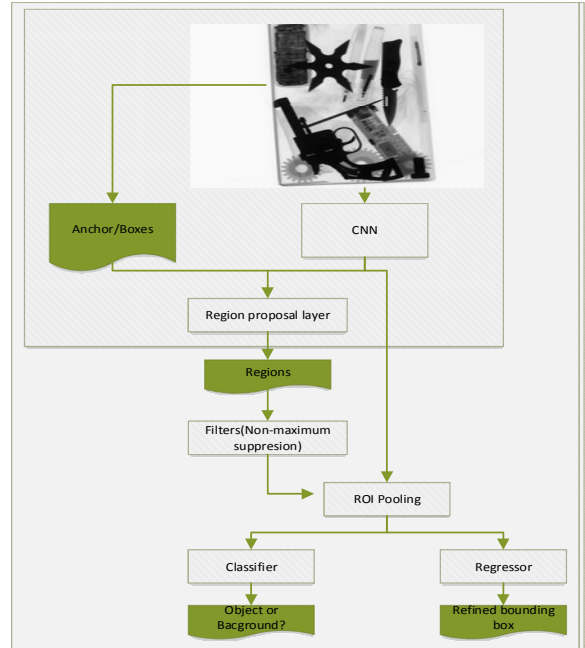 Anchor/Boxes
CNN
Region proposal layer
Regions
Filters(Non-maximum
suppresion)
ROI Pooling
Classifier
Regressor
Object or
Bacground?
Refined bounding
box